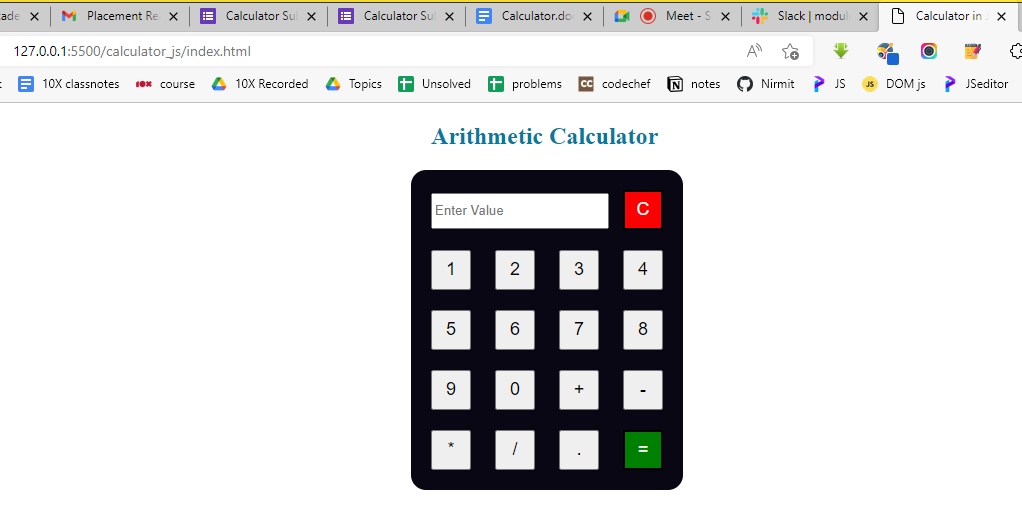 Placement Re
Calculator Su
Calculator Su
Calculator.do
Meet - S
Slack | modul
Calculator in
127.0.0.1:5500/calculator_js/index.html
10X classnotes course 10X Recorded Topics Unsolved problems CC codechef notes Nirmit JS JS DOM js JSeditor
Arithmetic Calculator
Enter Value C
1 2 3 4
5 6 7 8
9 0 + -
* / . =